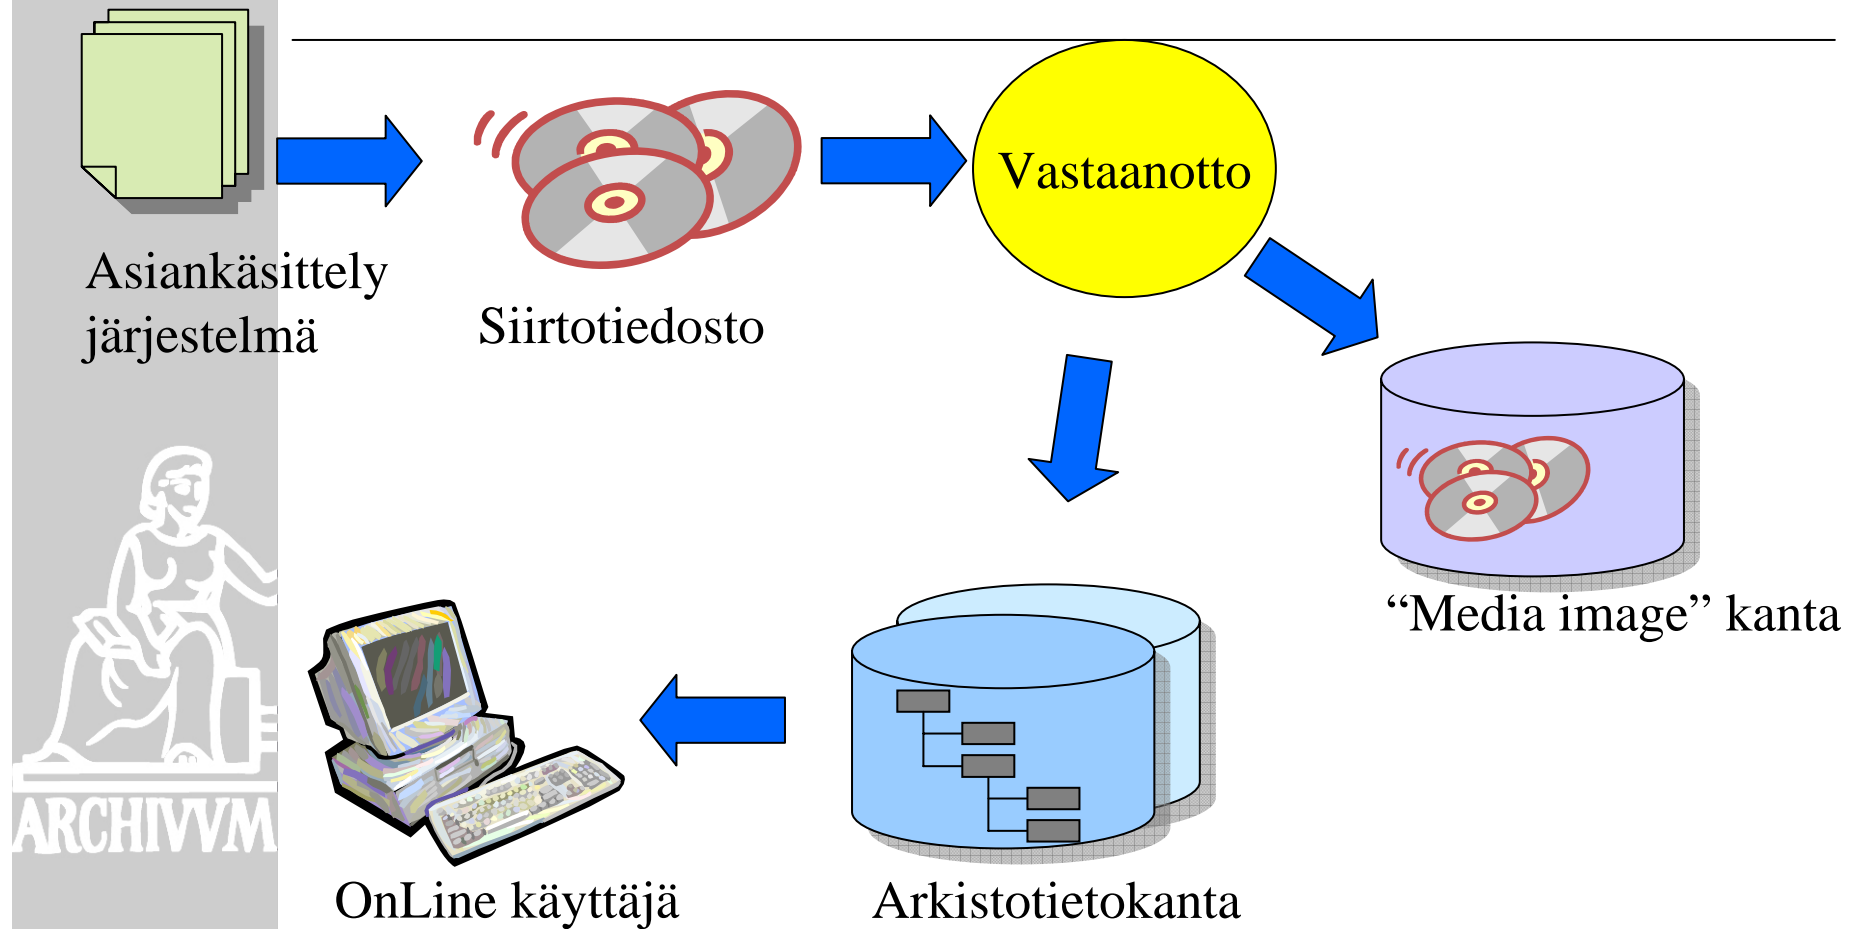 Vastaanotto
Asiankäsittely
järjestelmä
Siirtotiedosto
“Media image” kanta
ARCHIVVM
OnLine käyttäjä
Arkistotietokanta